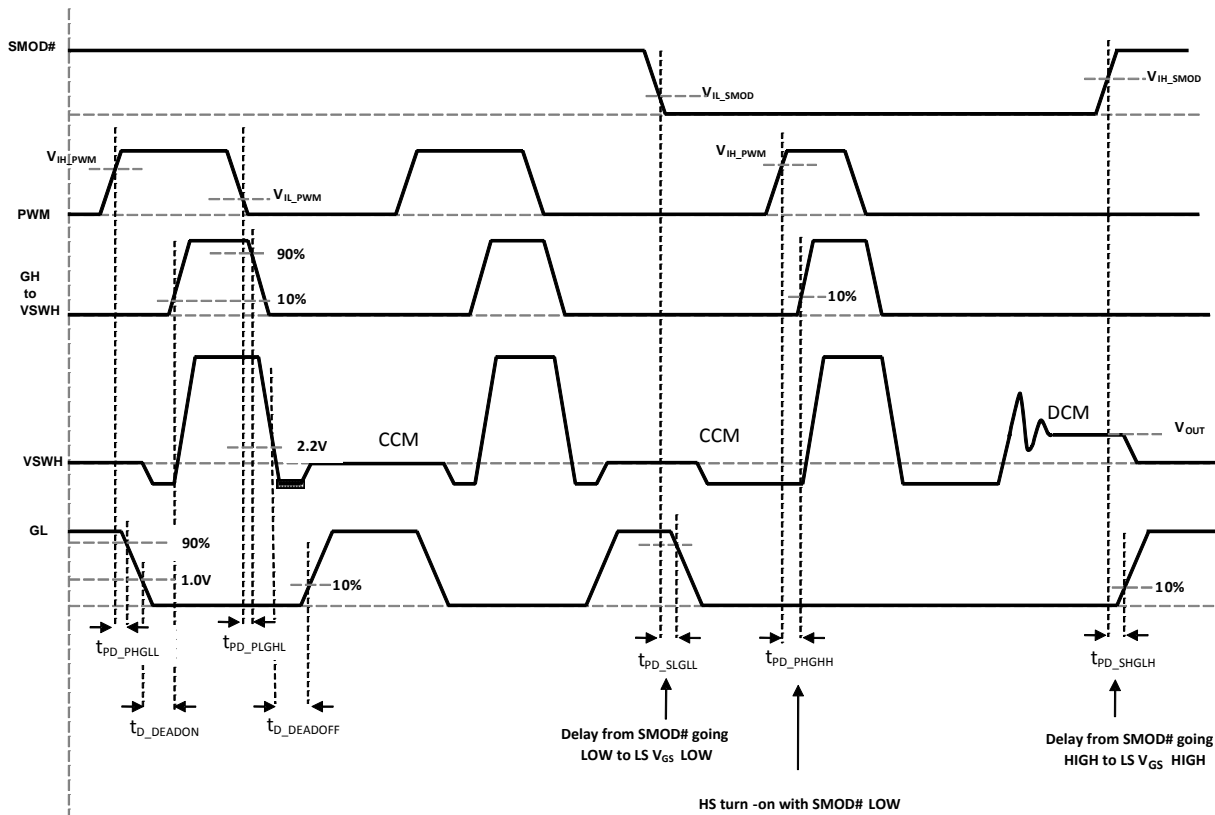 SMOD#
V_IL_SMOD
V_IH_SMOD
V_IH_PWM
V_IL_PWM
V_IH_PWM
PWM
90%
GH
to
VSWH
10%
10%
2.2V
CCM
CCM
DCM
V_OUT
VSWH
GL
90%
1.0V
10%
10%
t_PD_PHGLL
t_PD_PLGHL
t_PD_SLGLL
t_PD_PHGHH
t_PD_SHGLH
t_D_DEADON
t_D_DEADOFF
Delay from SMOD# going
LOW to LS V_GS LOW
Delay from SMOD# going
HIGH to LS V_GS HIGH
HS turn -on with SMOD# LOW